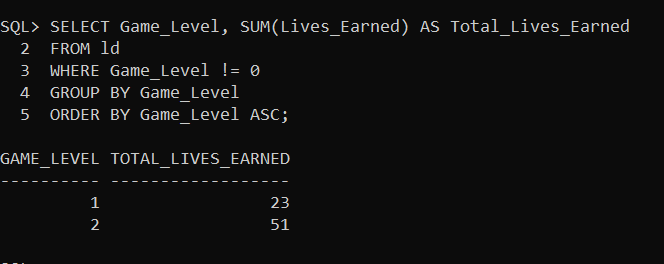 SQL> SELECT Game_Level, SUM(Lives_Earned) AS Total_Lives_Earned
2 FROM ld
3 WHERE Game_Level != 0
4 GROUP BY Game_Level
5 ORDER BY Game_Level ASC;
GAME_LEVEL TOTAL_LIVES_EARNED
---------- ------------------
1 23
2 51